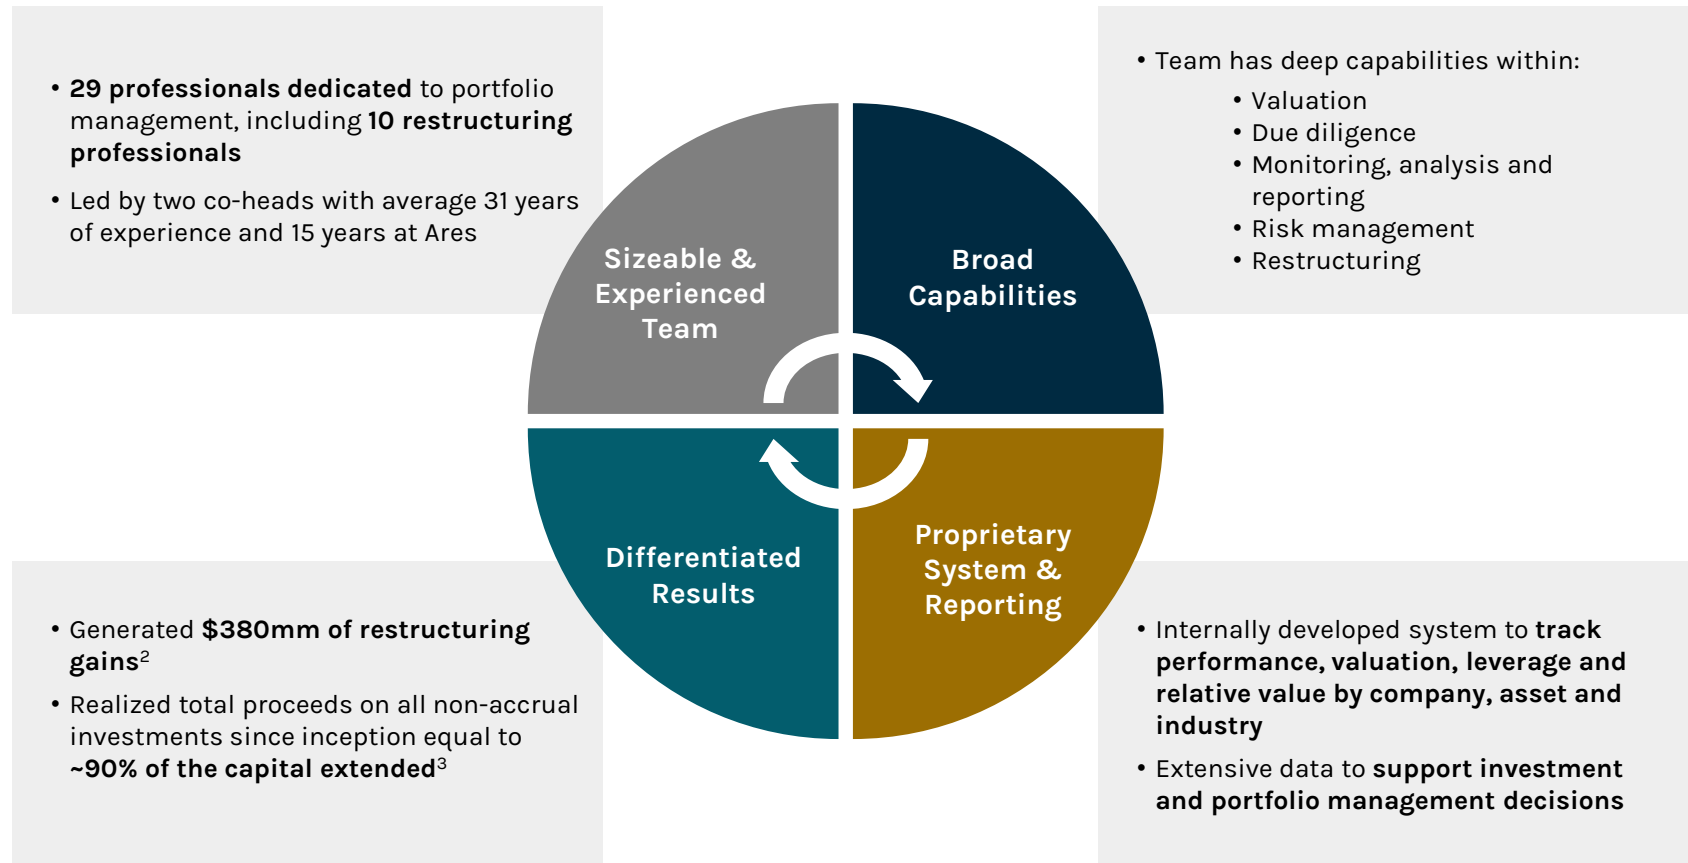 • 29 professionals dedicated to portfolio
management, including 10 restructuring
professionals
• Led by two co-heads with average 31 years
of experience and 15 years at Ares
Sizeable &
Experienced
Team
Broad
Capabilities
• Team has deep capabilities within:
• Valuation
• Due diligence
• Monitoring, analysis and
reporting
• Risk management
• Restructuring
Differentiated
Results
• Generated $380mm of restructuring
gains²
• Realized total proceeds on all non-accrual
investments since inception equal to
~90% of the capital extended³
Proprietary
System &
Reporting
• Internally developed system to track
performance, valuation, leverage and
relative value by company, asset and
industry
• Extensive data to support investment
and portfolio management decisions